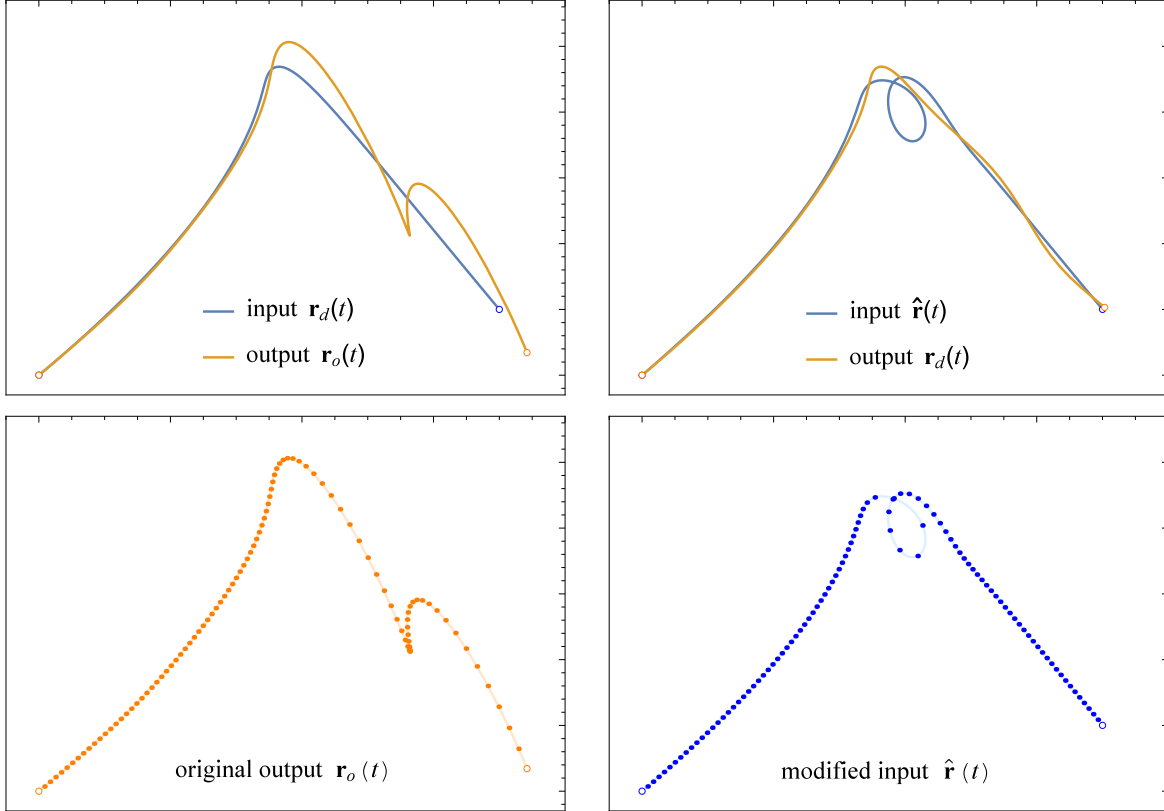 input r_d(t)
output r_o(t)
input r̂(t)
output r_d(t)
original output r_o (t)
modified input r̂ (t)